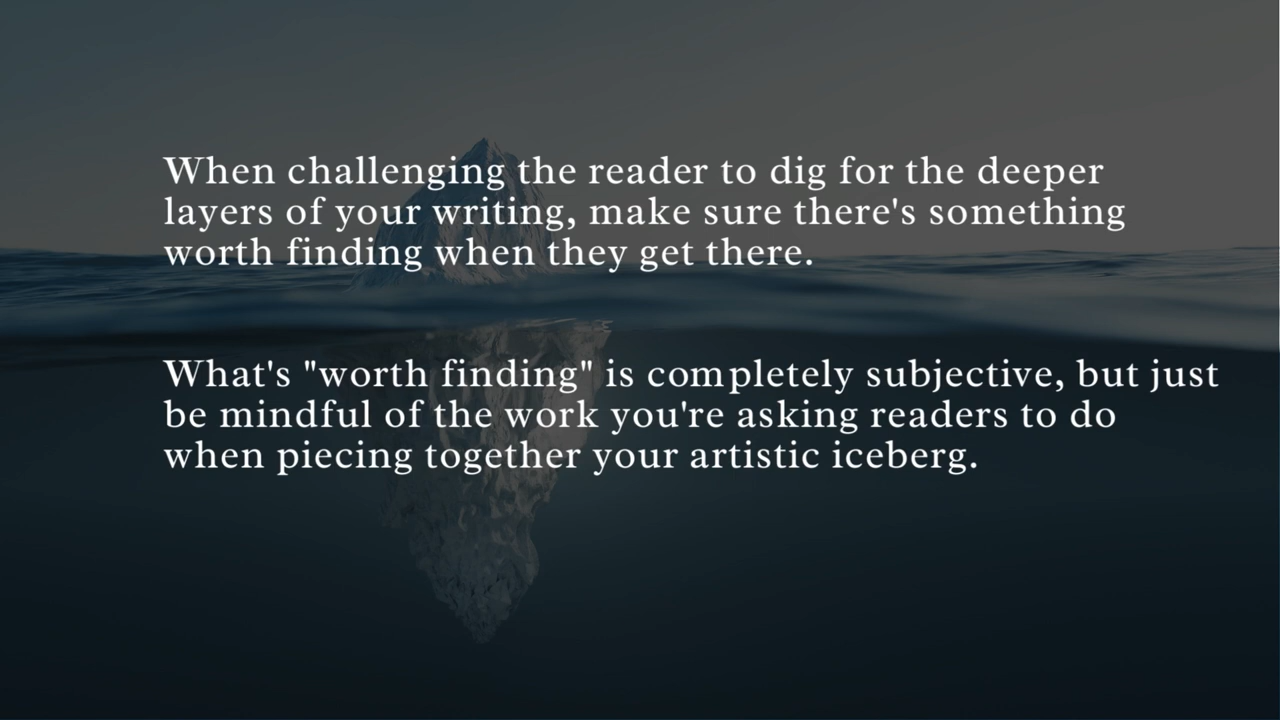 When challenging the reader to dig for the deeper
layers of your writing, make sure there's something
worth finding when they get there.
What's "worth finding" is completely subjective, but just
be mindful of the work you're asking readers to do
when piecing together your artistic iceberg.